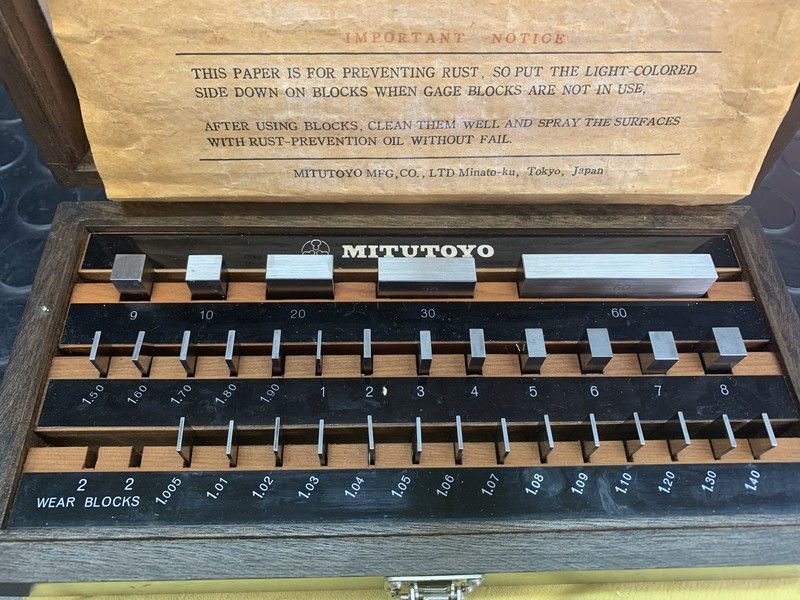 IMPORTANT NOTICE
THIS PAPER IS FOR PREVENTING RUST, SO PUT THE LIGHT-COLORED
SIDE DOWN ON BLOCKS WHEN GAGE BLOCKS ARE NOT IN USE,
AFTER USING BLOCKS, CLEAN THEM WELL AND SPRAY THE SURFACES
WITH RUST-PREVENTION OIL WITHOUT FAIL.
MITUTOYO MFG,CO., LTD Minato-ku, Tokyo, Japan
MITUTOYO
9 10 20 30 60
1.50 1.60 1.70 1.80 1.90 1 2 3 4 5 6 7 8
2 2
WEAR BLOCKS 1.005 1.01 1.02 1.03 1.04 1.05 1.06 1.07 1.08 1.09 1.10 1.20 1.30 1.40